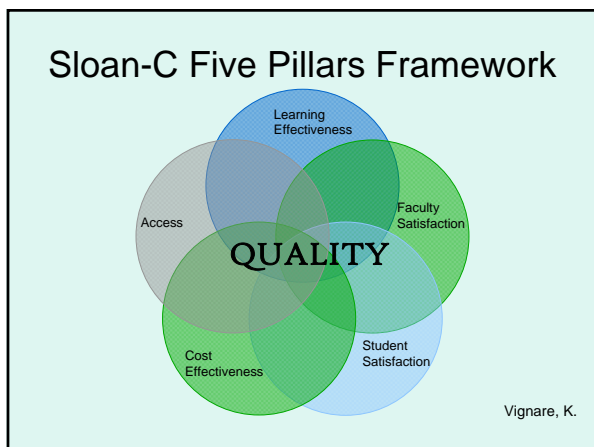 Sloan-C Five Pillars Framework
Learning
Effectiveness
Access
Faculty
Satisfaction
QUALITY
Cost
Effectiveness
Student
Satisfaction
Vignare, K.